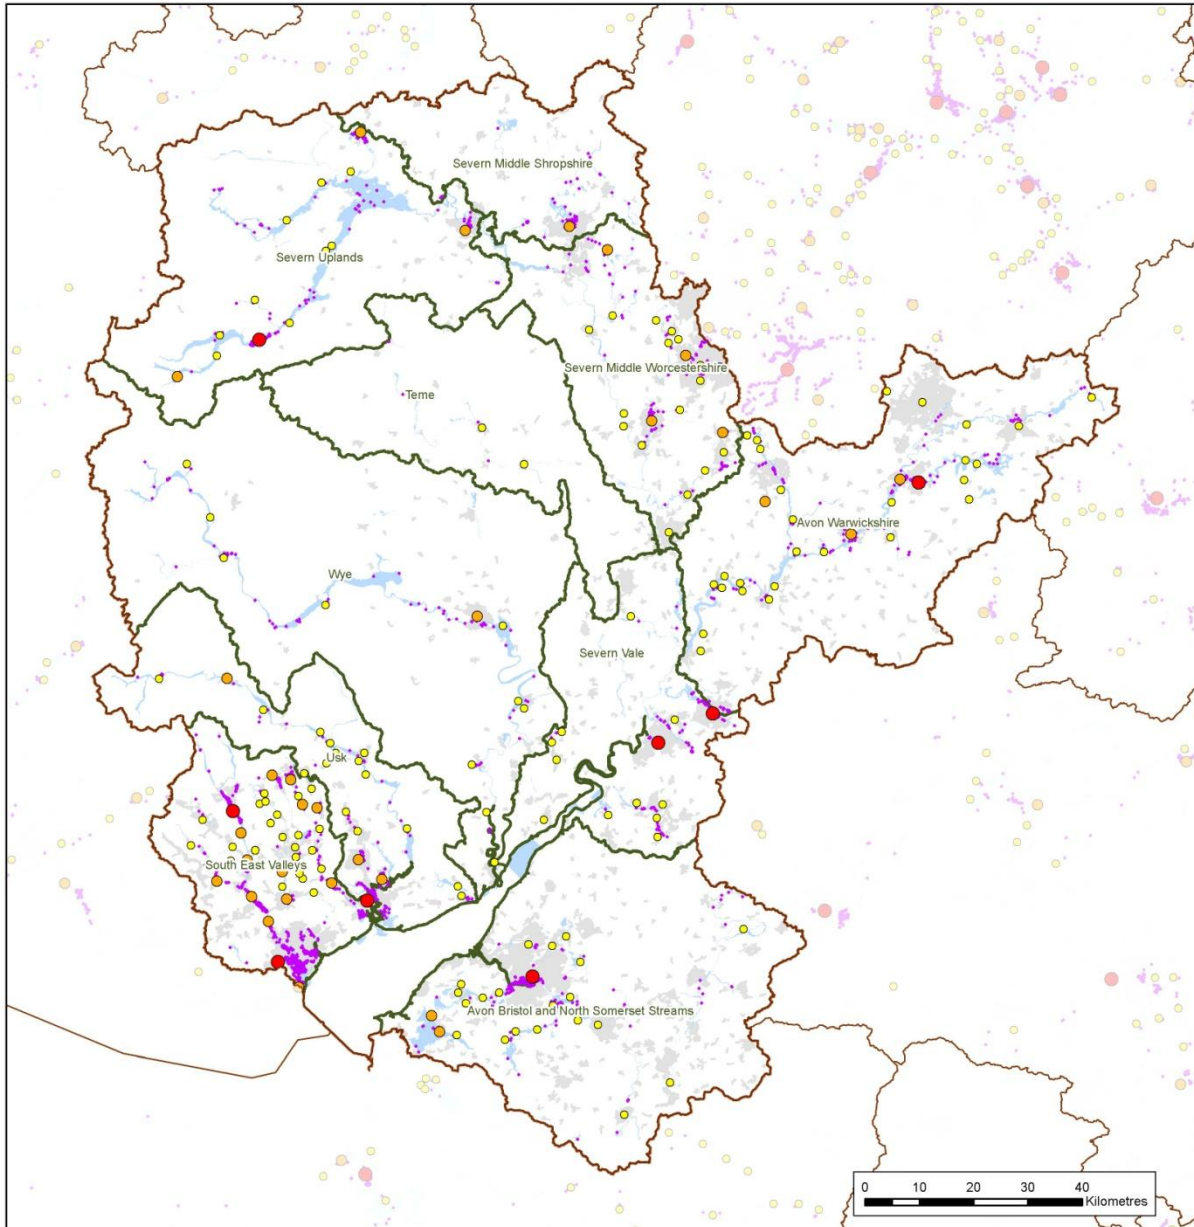 Severn Middle Shropshire
Severn Uplands
Severn Middle Worcestershire
Teme
Avon Warwickshire
Wye
Severn Vale
Usk
South East Valleys
Avon Bristol and North Somerset Streams
0 10 20 30 40
Kilometres